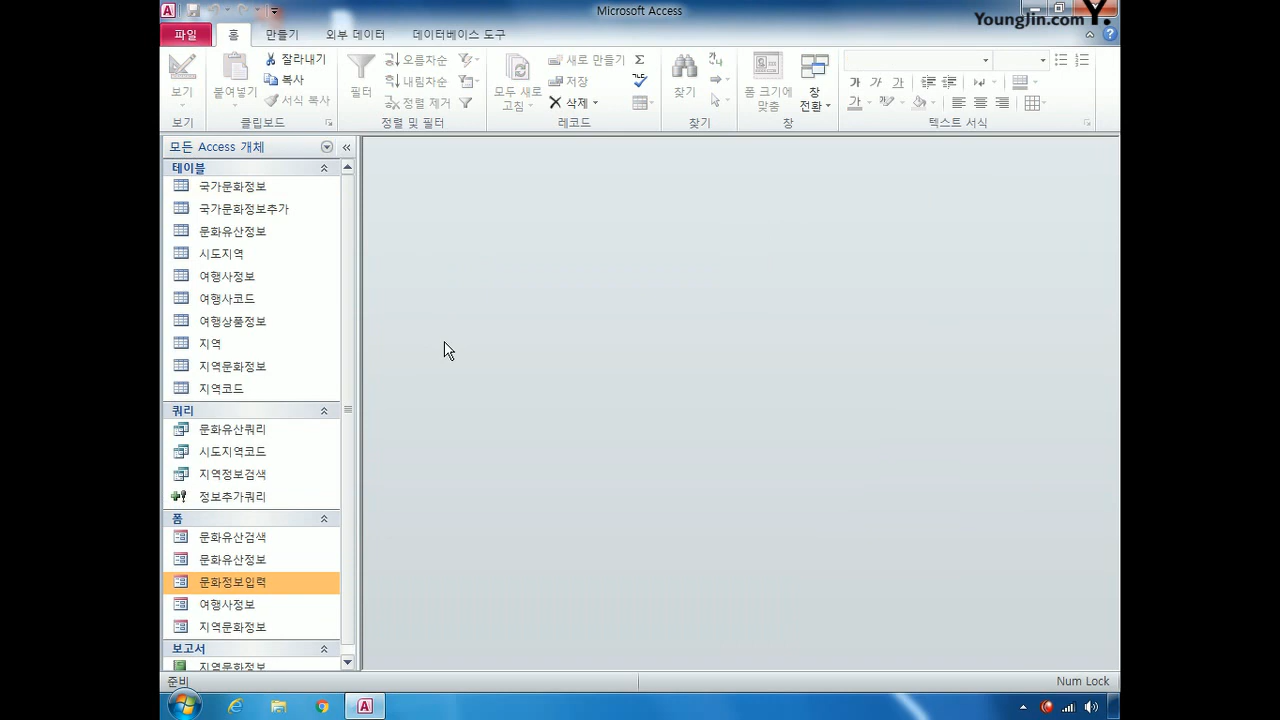 Microsoft Access
YoungJin.com Y.
파일 홈 만들기 외부 데이터 데이터베이스 도구
보기
보기
붙여넣기
잘라내기
복사
서식 복사
클립보드
필터
오름차순
내림차순
정렬 제거
정렬 및 필터
모두 새로 고침
새로 만들기
저장
삭제
레코드
찾기
찾기
폼 크기에 맞춤
창 전환
창
텍스트 서식
모든 Access 개체
테이블
국가문화정보
국가문화정보추가
문화유산정보
시도지역
여행사정보
여행사코드
여행상품정보
지역
지역문화정보
지역코드
쿼리
문화유산쿼리
시도지역코드
지역정보검색
정보추가쿼리
폼
문화유산검색
문화유산정보
문화정보입력
여행사정보
지역문화정보
보고서
지역문화정보
준비
Num Lock